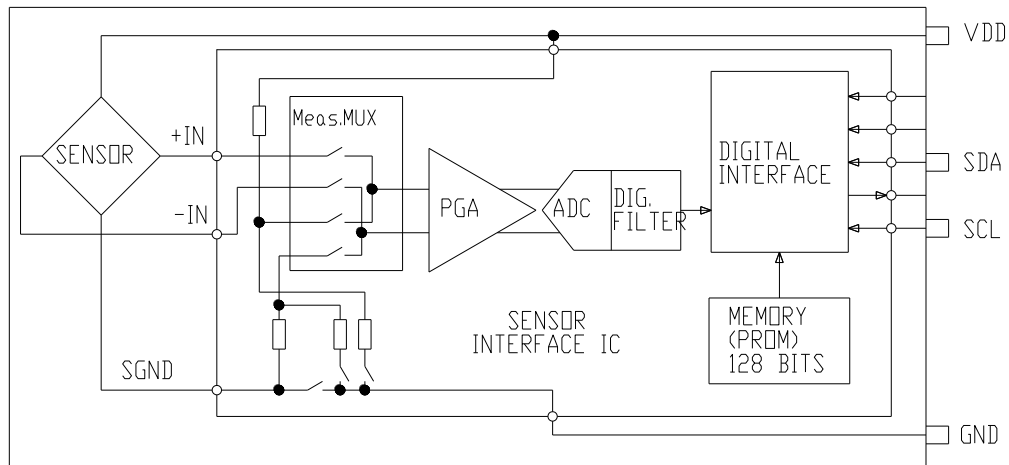 VDD
Meas.MUX
+IN
SENSOR
DIGITAL
INTERFACE
SDA
-IN
PGA
ADC
DIG.
FILTER
SCL
SENSOR
INTERFACE IC
MEMORY
(PROM)
128 BITS
SGND
GND